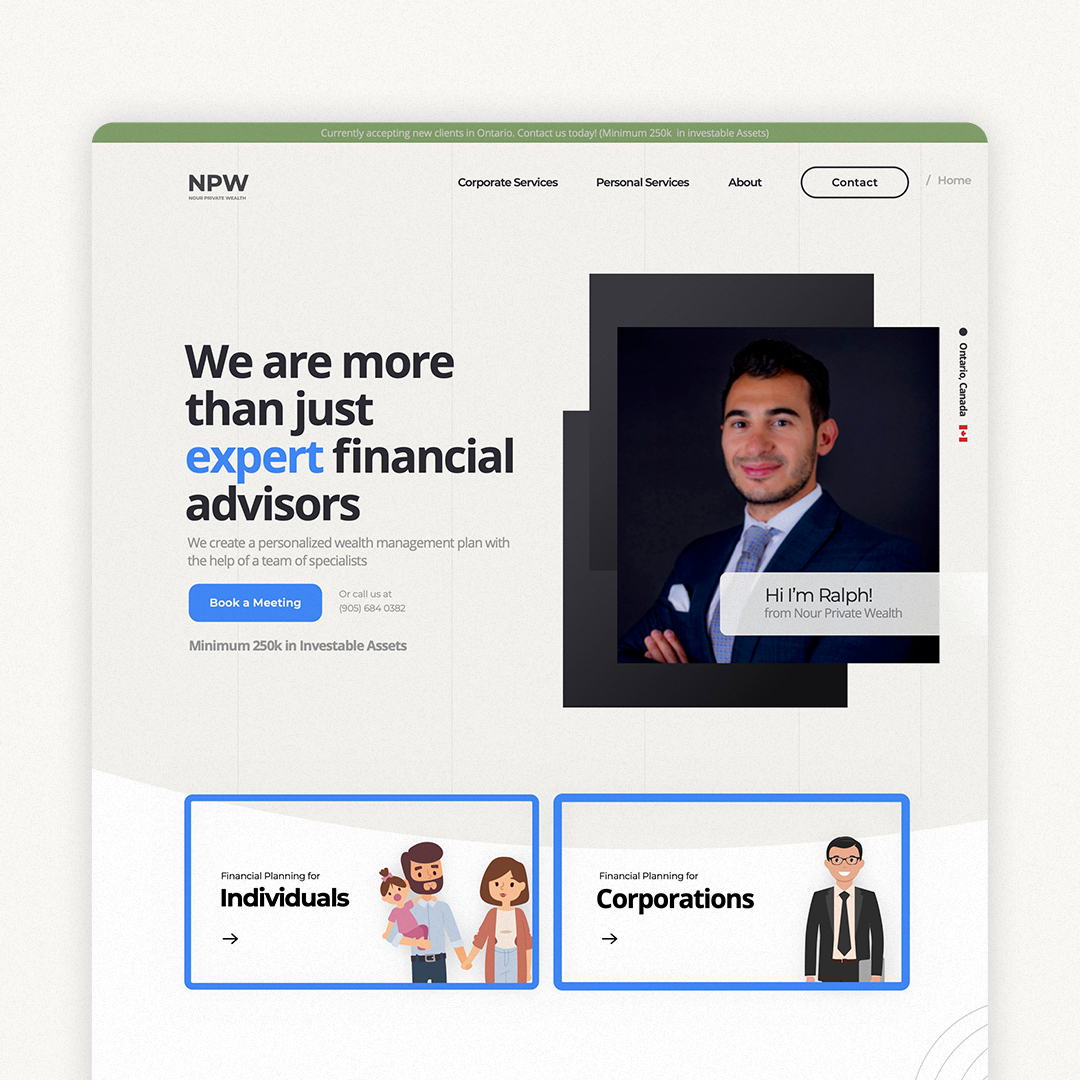 Currently accepting new clients in Ontario. Contact us today! (Minimum 250k in investable Assets)
NPW
NOUR PRIVATE WEALTH
Corporate Services
Personal Services
About
Contact
/ Home
Ontario, Canada
We are more
than just
expert financial
advisors
We create a personalized wealth management plan with
the help of a team of specialists
Book a Meeting
Or call us at
(905) 684 0382
Minimum 250k in Investable Assets
Hi I'm Ralph!
from Nour Private Wealth
Financial Planning for
Individuals
Financial Planning for
Corporations